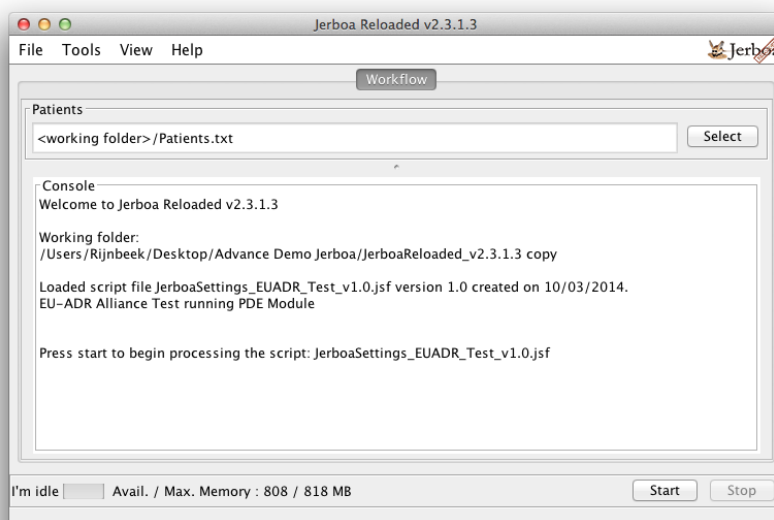 Jerboa Reloaded v2.3.1.3
File Tools View Help
Workflow
Patients
<working folder>/Patients.txt
Select
Console
Welcome to Jerboa Reloaded v2.3.1.3
Working folder:
/Users/Rijnbeek/Desktop/Advance Demo Jerboa/JerboaReloaded_v2.3.1.3 copy
Loaded script file JerboaSettings_EUADR_Test_v1.0.jsf version 1.0 created on 10/03/2014.
EU-ADR Alliance Test running PDE Module
Press start to begin processing the script: JerboaSettings_EUADR_Test_v1.0.jsf
I'm idle Avail. / Max. Memory : 808 / 818 MB
Start Stop